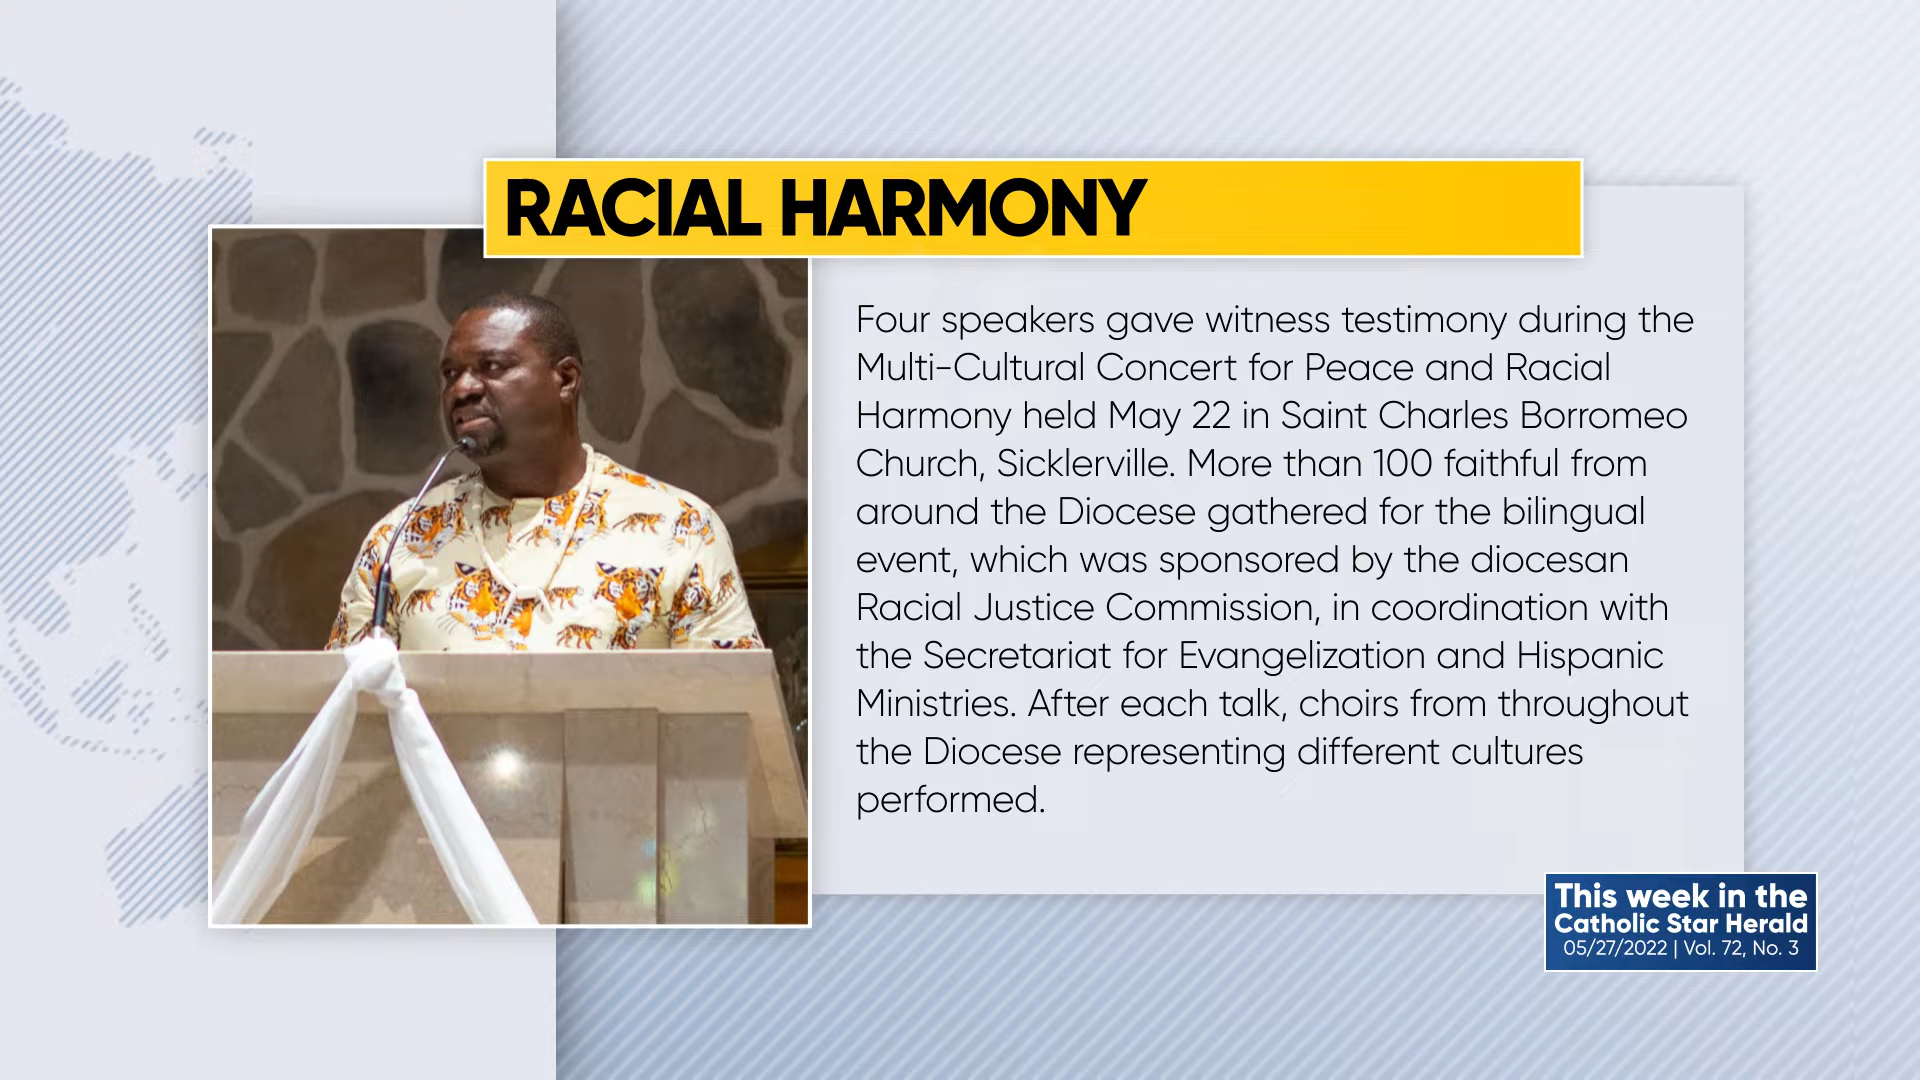 RACIAL HARMONY
Four speakers gave witness testimony during the
Multi-Cultural Concert for Peace and Racial
Harmony held May 22 in Saint Charles Borromeo
Church, Sicklerville. More than 100 faithful from
around the Diocese gathered for the bilingual
event, which was sponsored by the diocesan
Racial Justice Commission, in coordination with
the Secretariat for Evangelization and Hispanic
Ministries. After each talk, choirs from throughout
the Diocese representing different cultures
performed.
This week in the
Catholic Star Herald
05/27/2022 | Vol. 72, No. 3